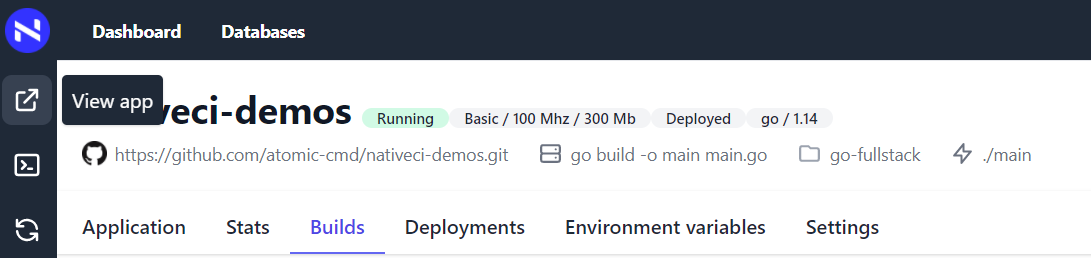 Dashboard Databases
View app
veci-demos Running Basic / 100 Mhz / 300 Mb Deployed go / 1.14
https://github.com/atomic-cmd/nativeci-demos.git go build -o main main.go go-fullstack ./main
Application Stats Builds Deployments Environment variables Settings